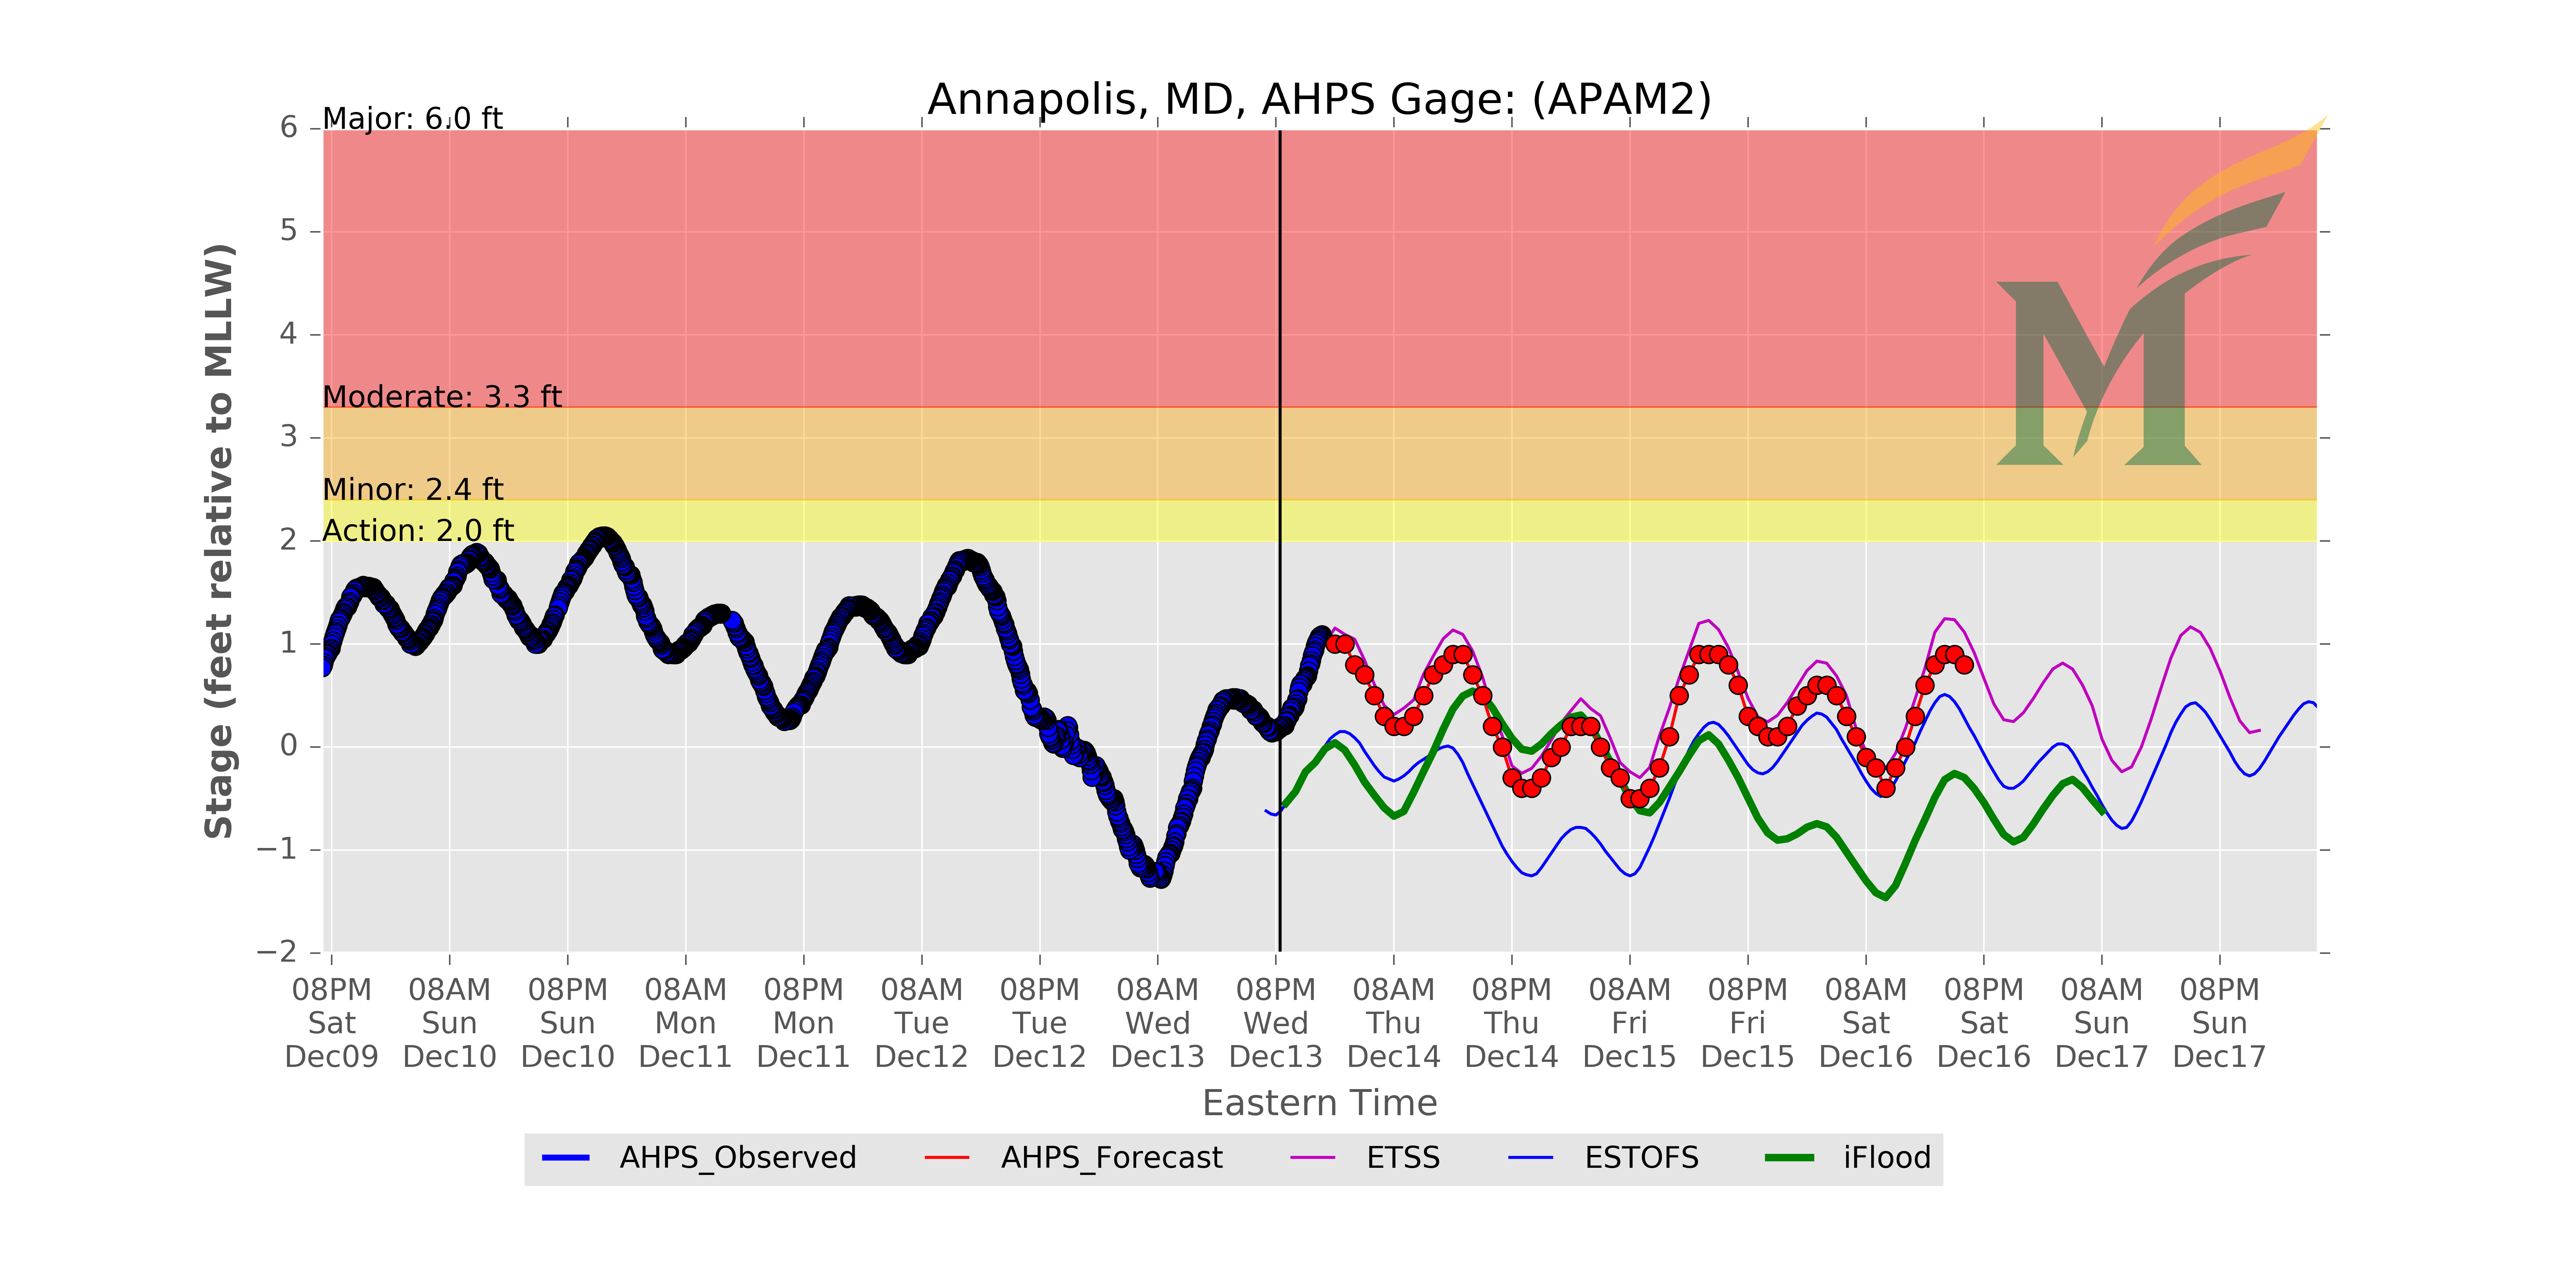 Annapolis, MD, AHPS Gage: (APAM2)
Major: 6.0 ft
Moderate: 3.3 ft
Minor: 2.4 ft
Action: 2.0 ft
Stage (feet relative to MLLW)
6
5
4
3
2
1
0
−1
−2
08PM 08AM 08PM 08AM 08PM 08AM 08PM 08AM 08PM 08AM 08PM 08AM 08PM 08AM 08PM 08AM 08PM
Sat Sun Sun Mon Mon Tue Tue Wed Wed Thu Thu Fri Fri Sat Sat Sun Sun
Dec09 Dec10 Dec10 Dec11 Dec11 Dec12 Dec12 Dec13 Dec13 Dec14 Dec14 Dec15 Dec15 Dec16 Dec16 Dec17 Dec17
Eastern Time
AHPS_Observed AHPS_Forecast ETSS ESTOFS iFlood
M